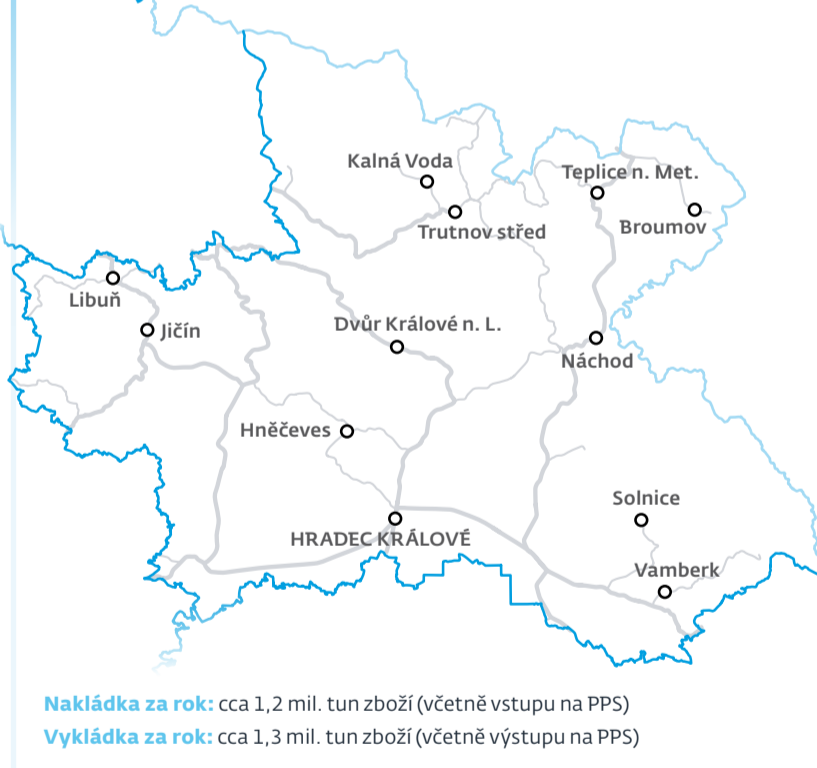 Kalná Voda
Teplice n. Met.
Trutnov střed
Broumov
Libuň
Jičín
Dvůr Králové n. L.
Náchod
Hněčeves
Solnice
HRADEC KRÁLOVÉ
Vamberk
Nakládka za rok: cca 1,2 mil. tun zboží (včetně vstupu na PPS)
Vykládka za rok: cca 1,3 mil. tun zboží (včetně výstupu na PPS)